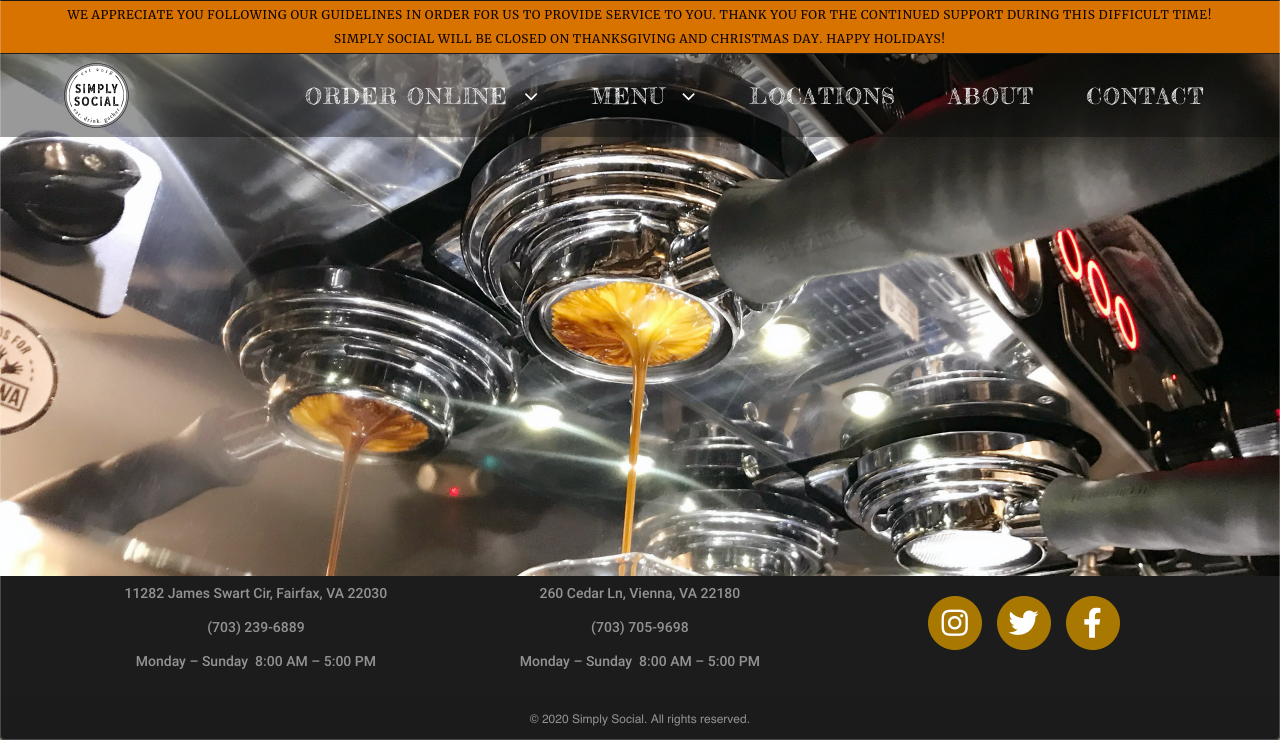 WE APPRECIATE YOU FOLLOWING OUR GUIDELINES IN ORDER FOR US TO PROVIDE SERVICE TO YOU. THANK YOU FOR THE CONTINUED SUPPORT DURING THIS DIFFICULT TIME!
SIMPLY SOCIAL WILL BE CLOSED ON THANKSGIVING AND CHRISTMAS DAY. HAPPY HOLIDAYS!
SIMPLY
SOCIAL
eat. drink. gather.
ORDER ONLINE
MENU
LOCATIONS
ABOUT
CONTACT
FOR
11282 James Swart Cir, Fairfax, VA 22030
(703) 239-6889
Monday – Sunday  8:00 AM – 5:00 PM
260 Cedar Ln, Vienna, VA 22180
(703) 705-9698
Monday – Sunday  8:00 AM – 5:00 PM
© 2020 Simply Social. All rights reserved.